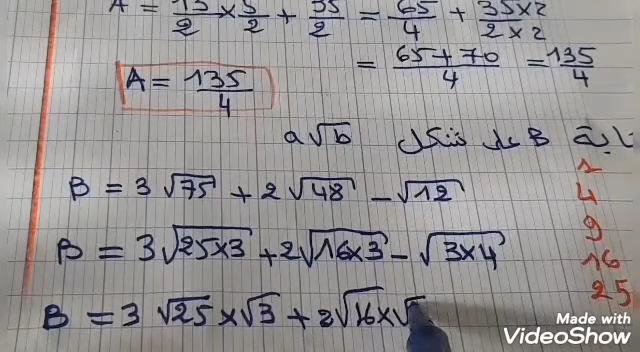 A = 13/2 × 5/2 + 35/2 = 65/4 + 35×2/2×2
= 65+70/4 = 135/4
A = 135/4
B على شكل a√b
B = 3√75 + 2√48 - √12
B = 3√25×3 + 2√16×3 - √3×4
B = 3√25 × √3 + 2√16 × √
1
4
9
16
25
Made with
VideoShow